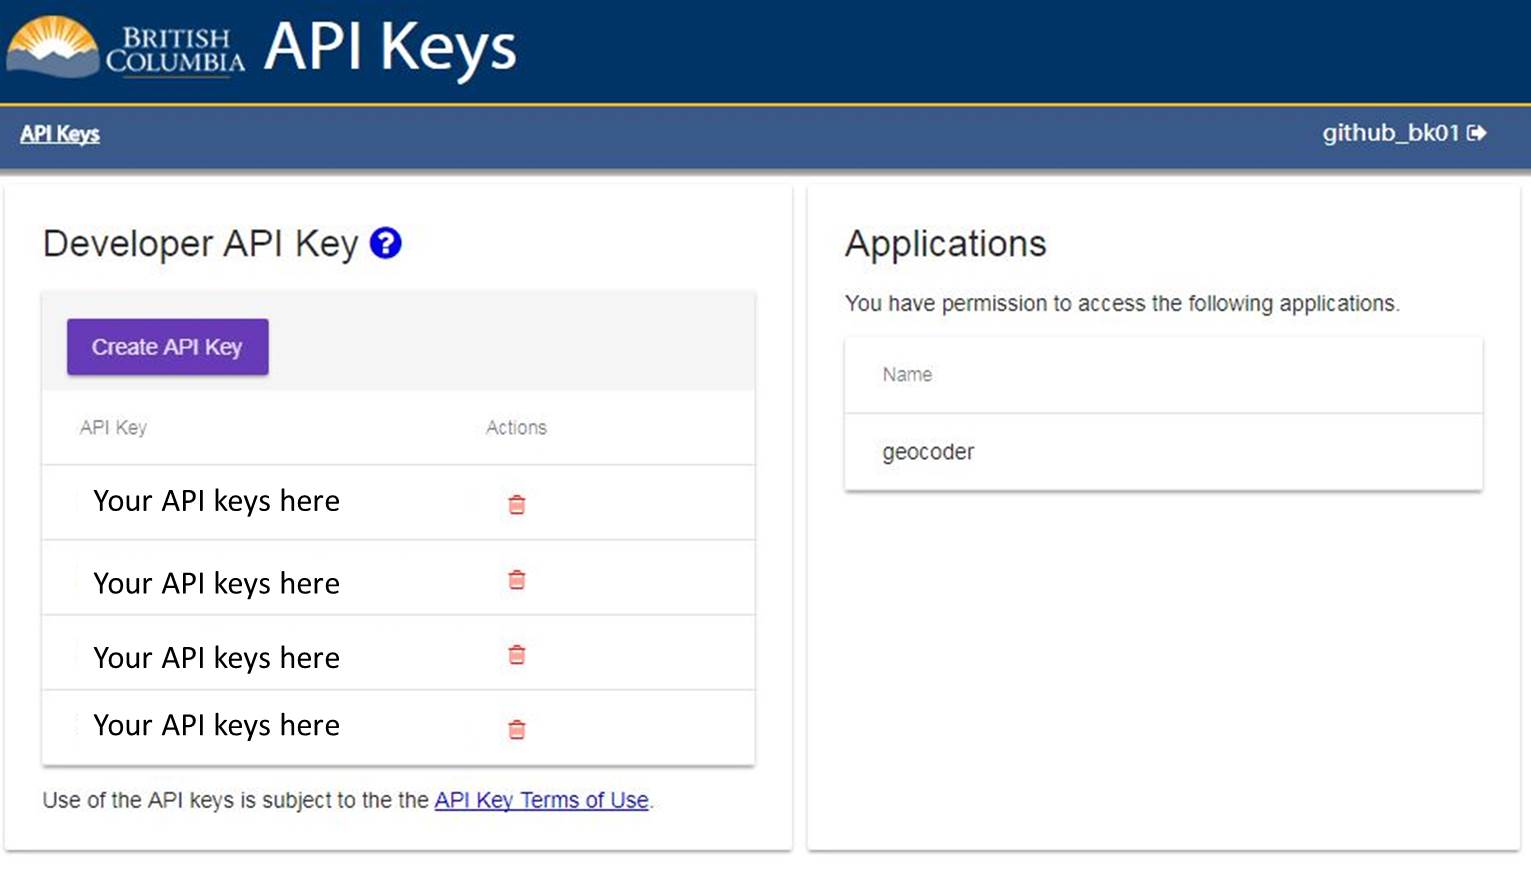 BRITISH
COLUMBIA
API Keys
API Keys
github_bk01
Developer API Key ?
Create API Key
API Key Actions
Your API keys here
Your API keys here
Your API keys here
Your API keys here
Use of the API keys is subject to the the API Key Terms of Use.
Applications
You have permission to access the following applications.
Name
geocoder